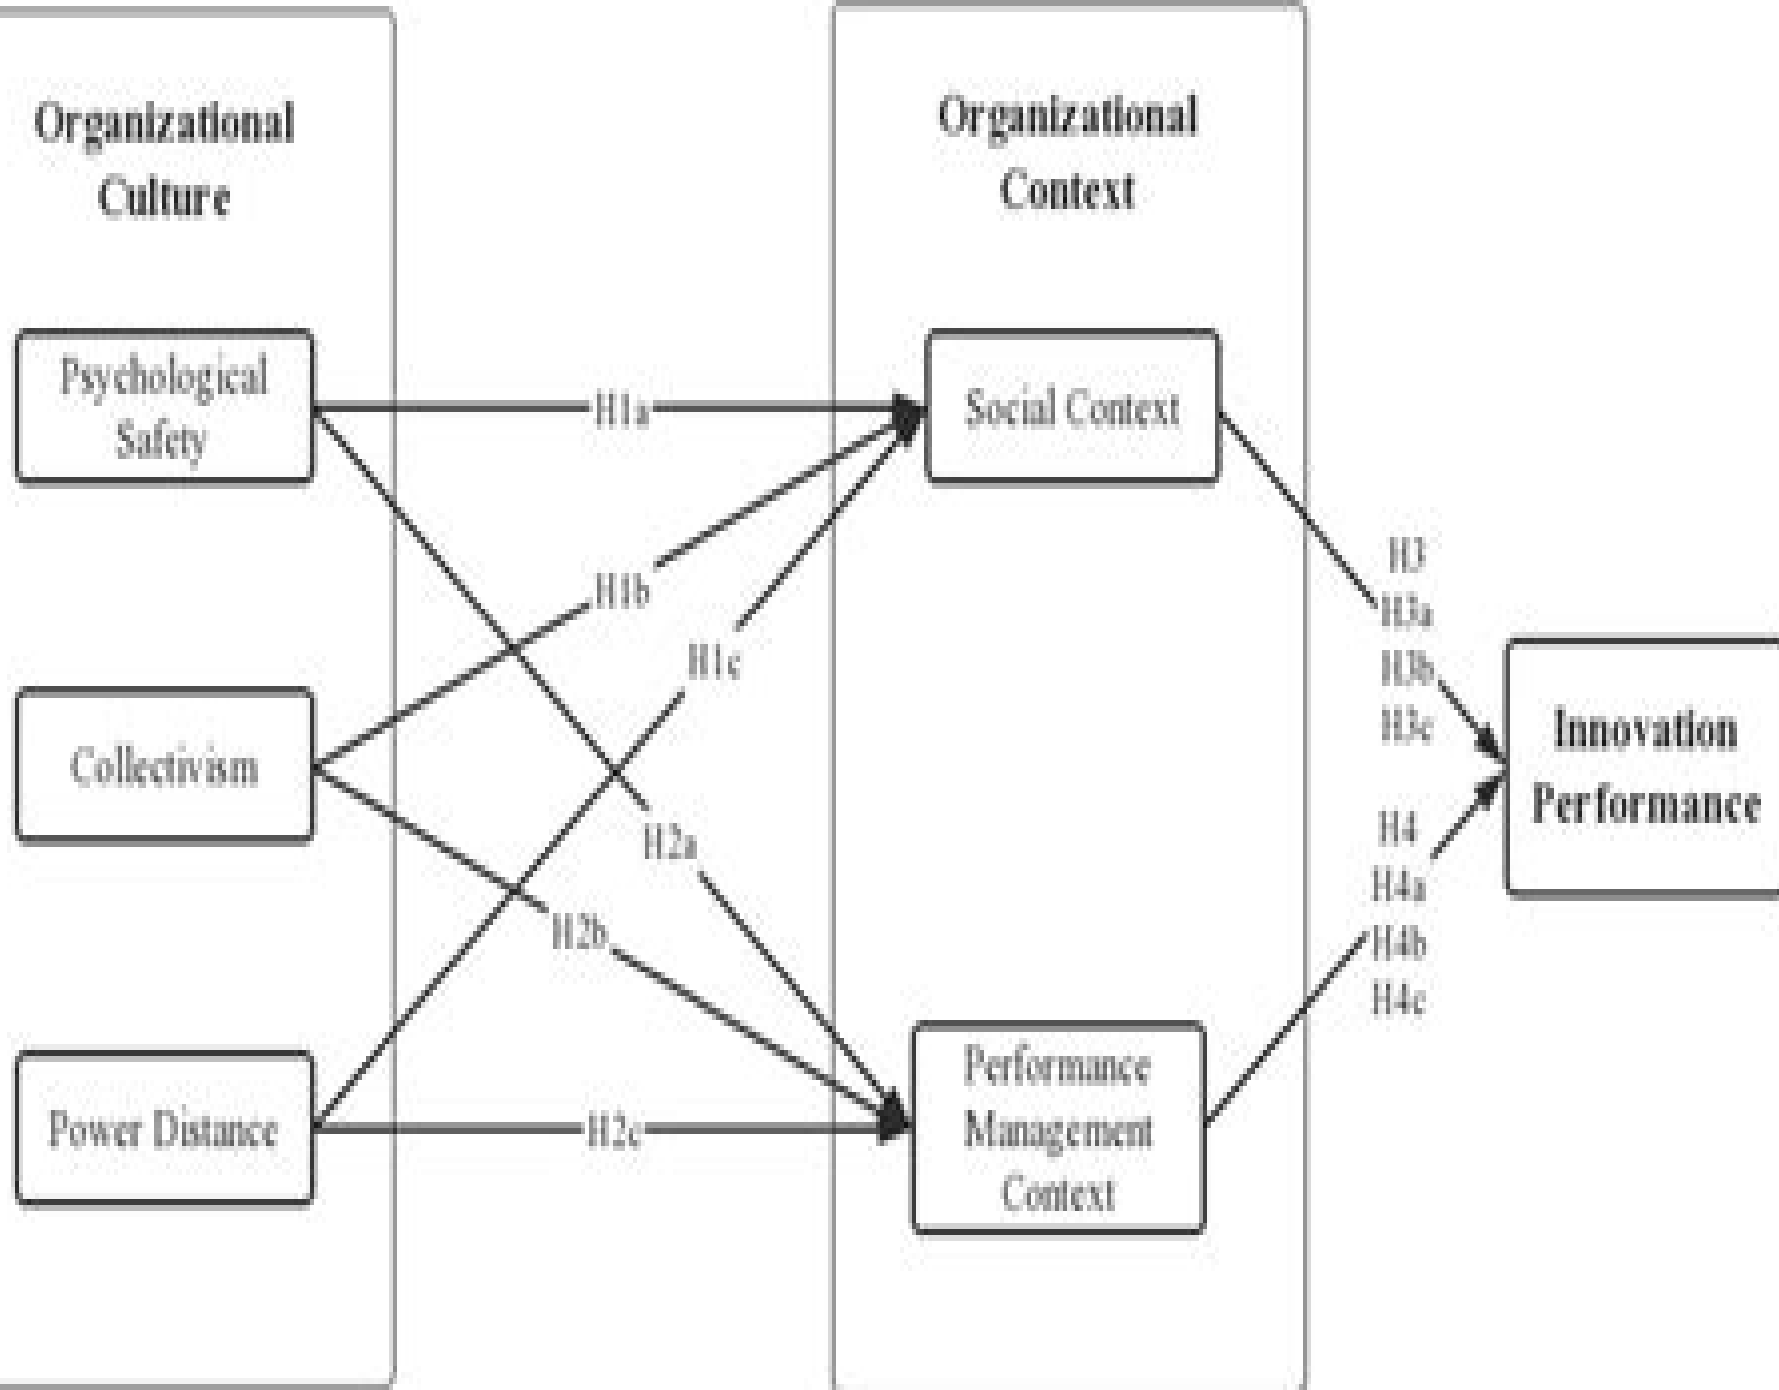 Organizational
Culture
Organizational
Context
Psychological
Safety
H1a
Social Context
H1b
H1c
Collectivism
H2a
H2b
Power Distance
H2c
Performance
Management
Context
H3
H3a
H3b
H3c
H4
H4a
H4b
H4c
Innovation
Performance